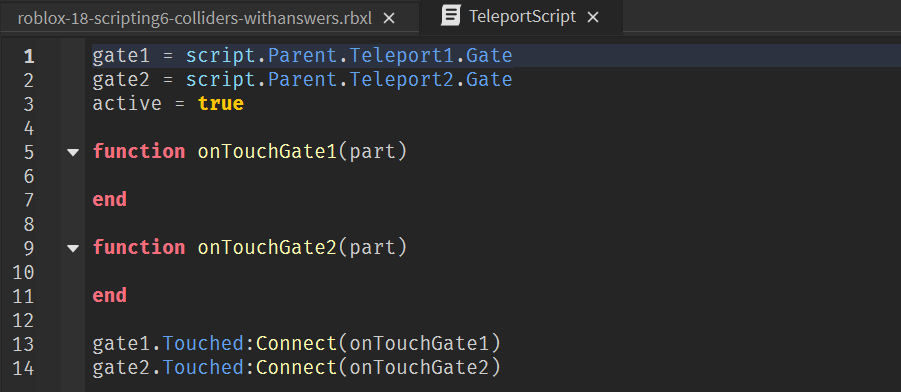 roblox-18-scripting6-colliders-withanswers.rbxl × TeleportScript ×
1 gate1 = script.Parent.Teleport1.Gate
2 gate2 = script.Parent.Teleport2.Gate
3 active = true
4
5 function onTouchGate1(part)
6
7 end
8
9 function onTouchGate2(part)
10
11 end
12
13 gate1.Touched:Connect(onTouchGate1)
14 gate2.Touched:Connect(onTouchGate2)